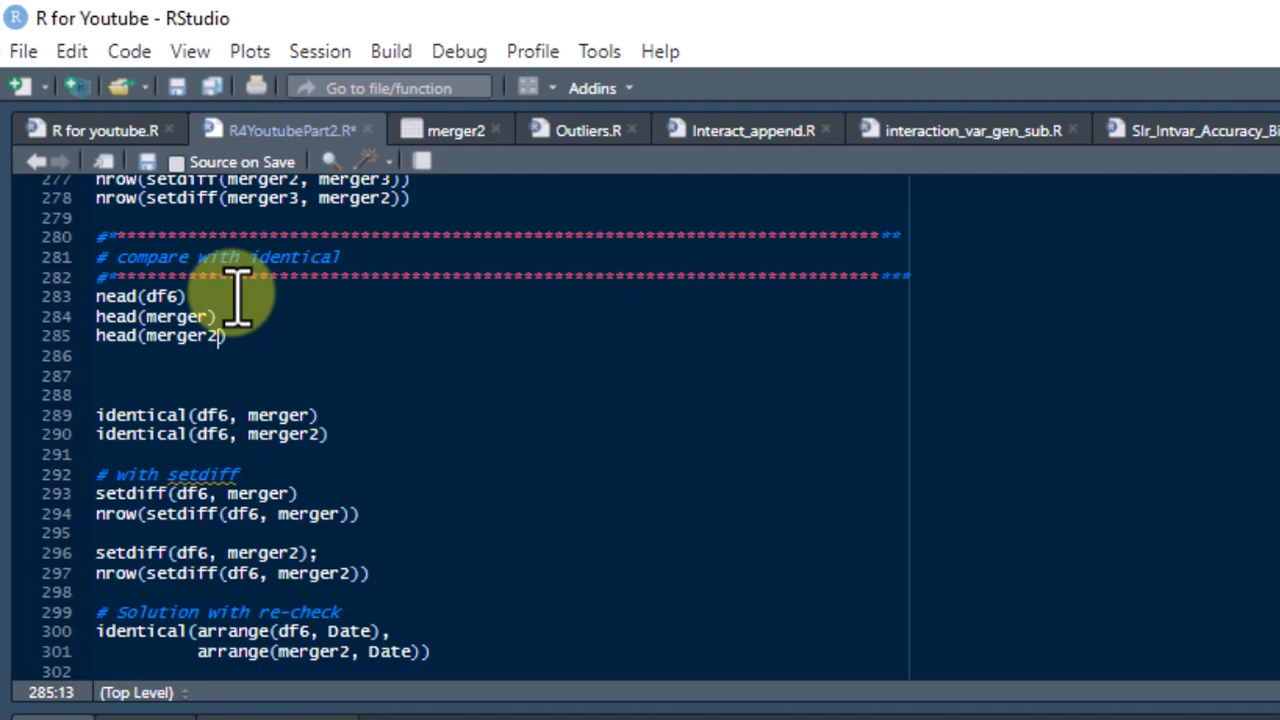 R for Youtube - RStudio
File Edit Code View Plots Session Build Debug Profile Tools Help
Go to file/function Addins
R for youtube.R R4YoutubePart2.R* merger2 Outliers.R Interact_append.R interaction_var_gen_sub.R Slr_Intvar_Accuracy_Bi
Source on Save
277 nrow(setdiff(merger2, merger3))
278 nrow(setdiff(merger3, merger2))
279
280 #******************************************************************************
281 # compare with identical
282 #*******************************************************************************
283 nead(df6)
284 head(merger)
285 head(merger2)
286
287
288
289 identical(df6, merger)
290 identical(df6, merger2)
291
292 # with setdiff
293 setdiff(df6, merger)
294 nrow(setdiff(df6, merger))
295
296 setdiff(df6, merger2);
297 nrow(setdiff(df6, merger2))
298
299 # Solution with re-check
300 identical(arrange(df6, Date),
301 arrange(merger2, Date))
302
285:13 (Top Level)